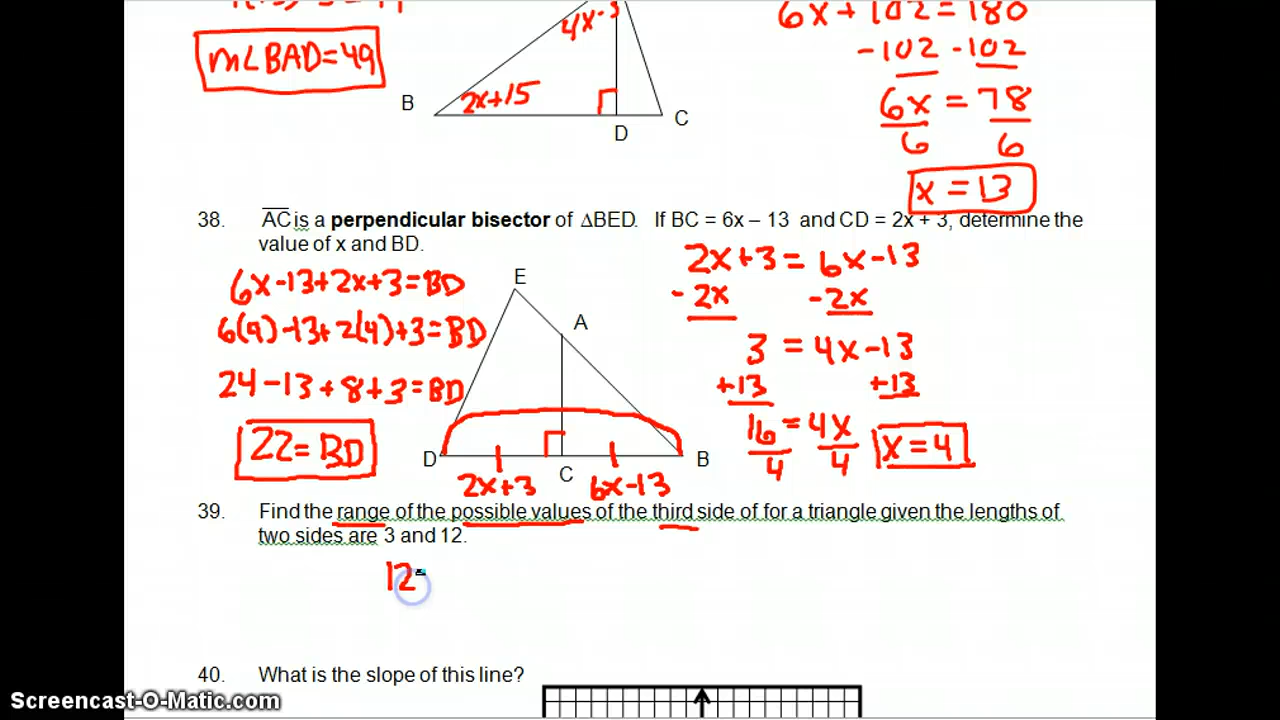 m∠BAD=49
4x-3
2x+15
B
C
D
6x+102=180
-102 -102
6x = 78
6 6
x = 13
38. AC is a perpendicular bisector of △BED. If BC = 6x – 13 and CD = 2x + 3, determine the
value of x and BD.
6x-13+2x+3=BD
6(4)-13+2(4)+3=BD
24-13+8+3=BD
22=BD
E
A
D
C
B
2x+3
6x-13
2x+3= 6x-13
-2x -2x
3 = 4x-13
+13 +13
16 = 4x
4 4
x = 4
39. Find the range of the possible values of the third side of for a triangle given the lengths of
two sides are 3 and 12.
12-
40. What is the slope of this line?
Screencast-O-Matic.com